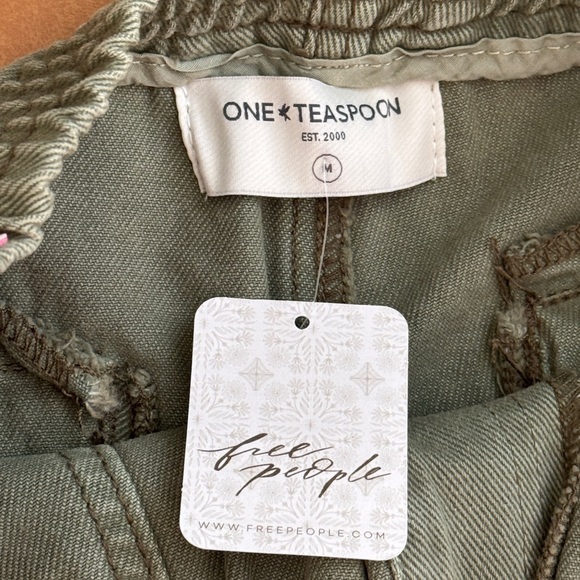 ONE TEASPOON
EST. 2000
M
free
people
WWW.FREEPEOPLE.COM